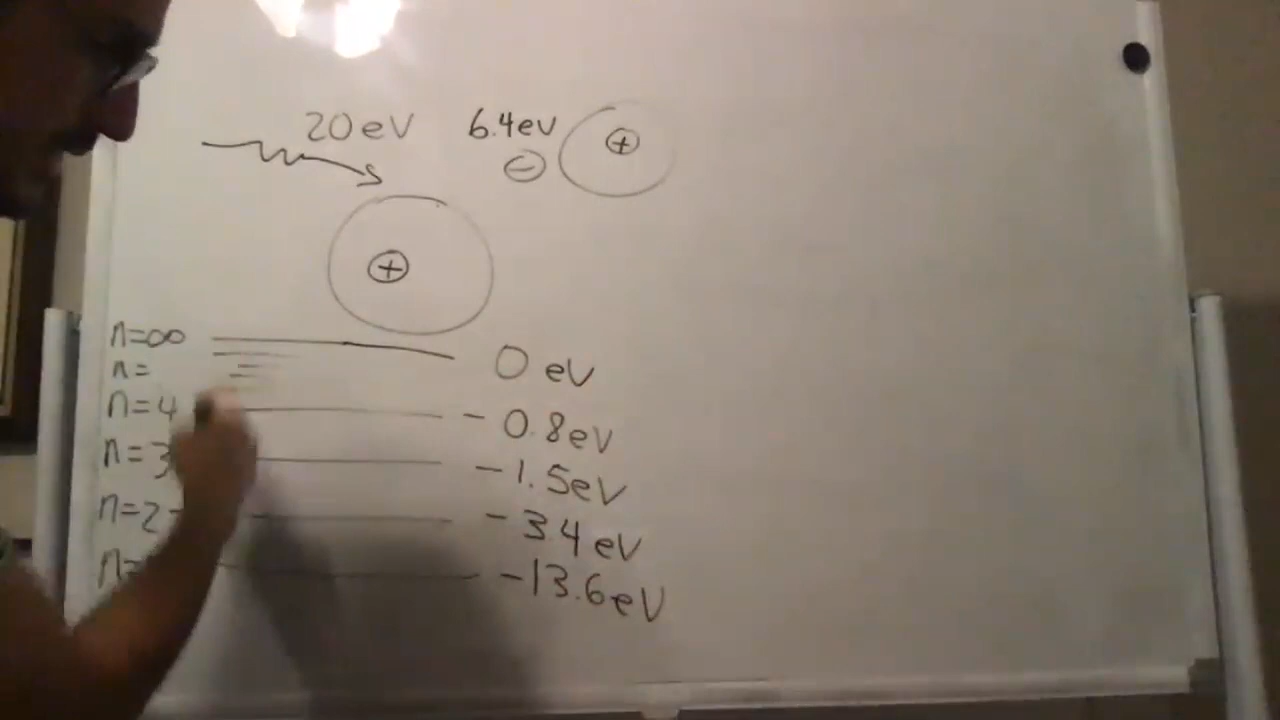 20eV 6.4eV
+
−
+
n=∞ 0 eV
n=
n=4 -0.8eV
n=3 -1.5eV
n=2 -3.4eV
n= -13.6eV